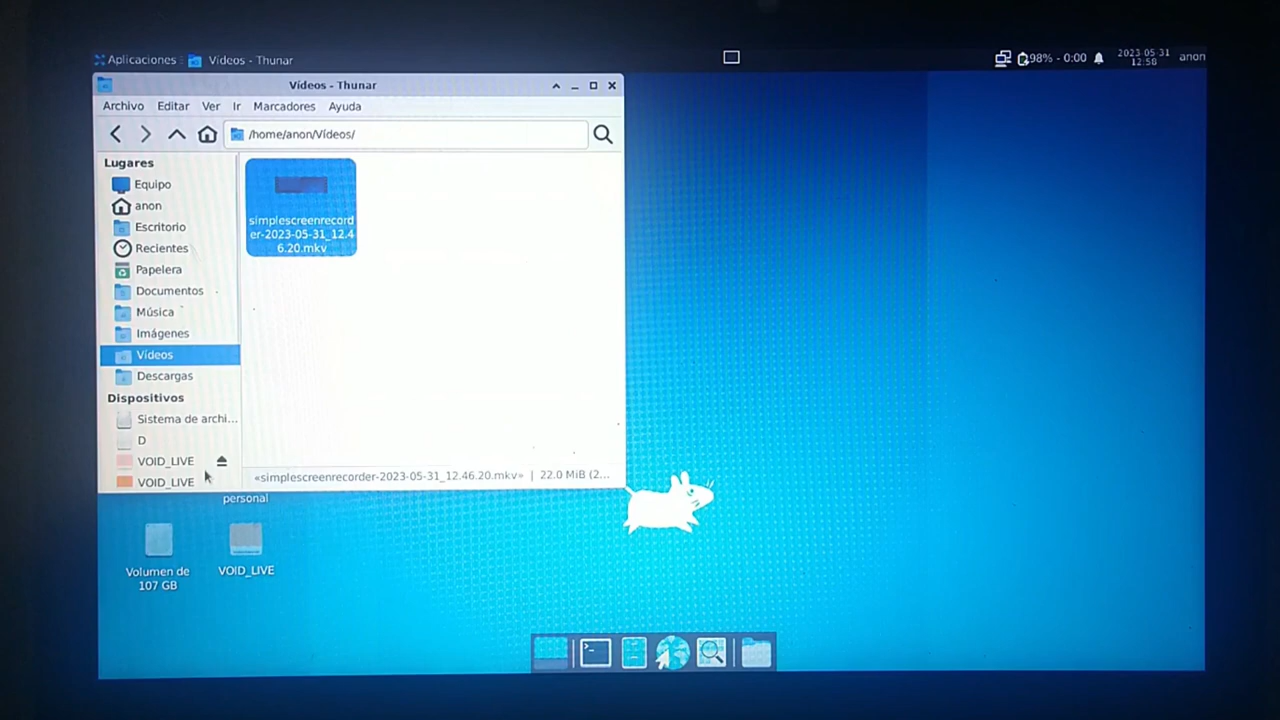 Aplicaciones
Vídeos - Thunar
98% - 0:00
2023-05-31
12:58
anon
Vídeos - Thunar
Archivo Editar Ver Ir Marcadores Ayuda
/home/anon/Vídeos/
Lugares
Equipo
anon
Escritorio
Recientes
Papelera
Documentos
Música
Imágenes
Vídeos
Descargas
Dispositivos
Sistema de archi...
D
VOID_LIVE
VOID_LIVE
simplescreenrecord
er-2023-05-31_12.4
6.20.mkv
«simplescreenrecorder-2023-05-31_12.46.20.mkv» | 22.0 MiB (2...
personal
Volumen de
107 GB
VOID_LIVE